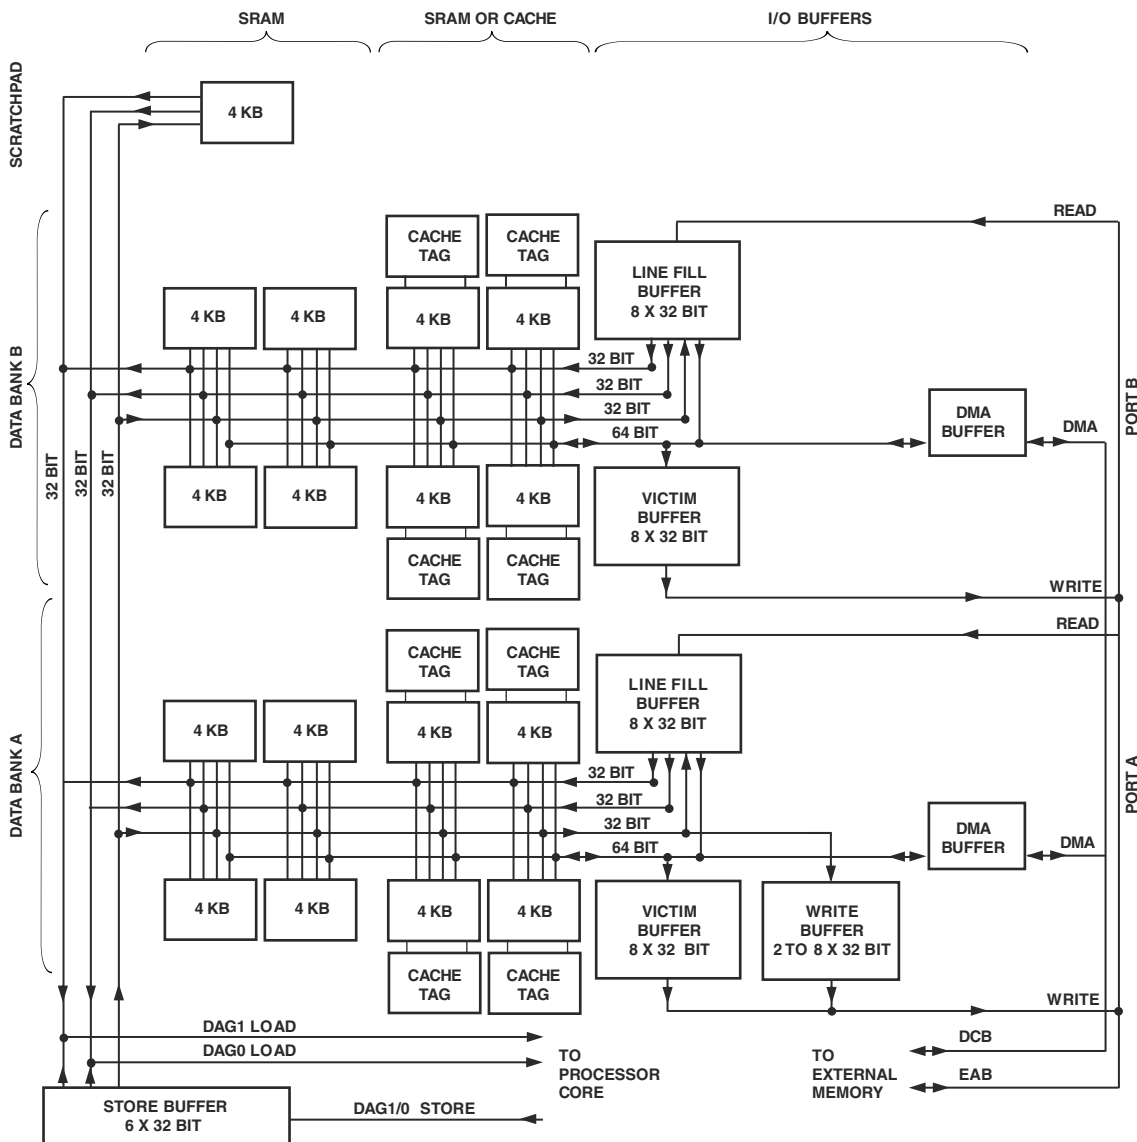 SRAM
SRAM OR CACHE
I/O BUFFERS
SCRATCHPAD
4 KB
READ
DATA BANK B
CACHE
TAG
CACHE
TAG
LINE FILL
BUFFER
8 X 32 BIT
4 KB
4 KB
4 KB
4 KB
32 BIT
32 BIT
32 BIT
64 BIT
DMA
BUFFER
DMA
PORT B
32 BIT
32 BIT
32 BIT
4 KB
4 KB
4 KB
4 KB
VICTIM
BUFFER
8 X 32 BIT
CACHE
TAG
CACHE
TAG
WRITE
READ
DATA BANK A
CACHE
TAG
CACHE
TAG
LINE FILL
BUFFER
8 X 32 BIT
4 KB
4 KB
4 KB
4 KB
32 BIT
32 BIT
32 BIT
64 BIT
DMA
BUFFER
DMA
PORT A
4 KB
4 KB
4 KB
4 KB
VICTIM
BUFFER
8 X 32 BIT
WRITE
BUFFER
2 TO 8 X 32 BIT
CACHE
TAG
CACHE
TAG
WRITE
DAG1 LOAD
DAG0 LOAD
TO
PROCESSOR
CORE
TO
EXTERNAL
MEMORY
DCB
EAB
STORE BUFFER
6 X 32 BIT
DAG1/0 STORE